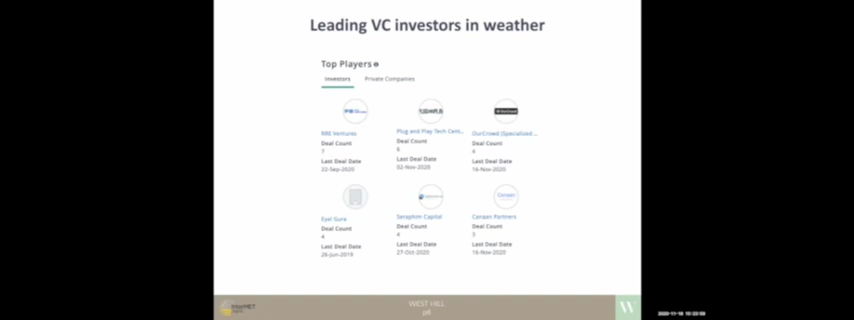 Leading VC investors in weather
Top Players
Investors Private Companies
RRE Ventures
Deal Count
7
Last Deal Date
22-Sep-2020
Plug and Play Tech Cent...
Deal Count
6
Last Deal Date
02-Nov-2020
OurCrowd (Specialized ...
Deal Count
4
Last Deal Date
16-Nov-2020
Eyal Gura
Deal Count
4
Last Deal Date
26-Jun-2019
Seraphim Capital
Deal Count
4
Last Deal Date
27-Oct-2020
Canaan Partners
Deal Count
3
Last Deal Date
16-Nov-2020
InterMET
WEST HILL
W